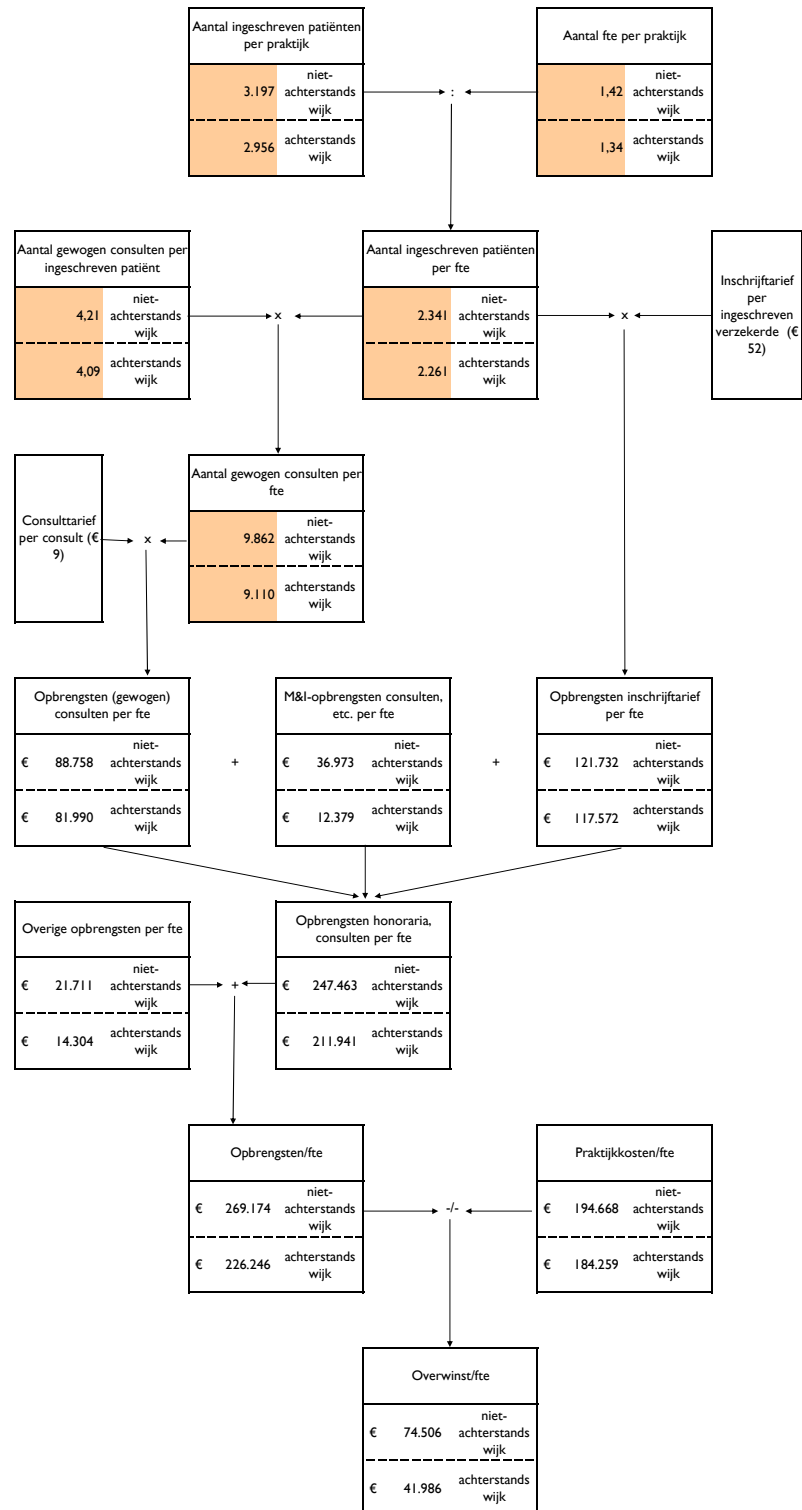 Aantal ingeschreven patiënten
per praktijk
3.197
niet-
achterstands
wijk
2.956
achterstands
wijk
:
Aantal fte per praktijk
1,42
niet-
achterstands
wijk
1,34
achterstands
wijk
Aantal gewogen consulten per
ingeschreven patiënt
4,21
niet-
achterstands
wijk
4,09
achterstands
wijk
x
Aantal ingeschreven patiënten
per fte
2.341
niet-
achterstands
wijk
2.261
achterstands
wijk
x
Inschrijftarief
per
ingeschreven
verzekerde (€
52)
Consulttarief
per consult (€
9)
x
Aantal gewogen consulten per
fte
9.862
niet-
achterstands
wijk
9.110
achterstands
wijk
Opbrengsten (gewogen)
consulten per fte
€ 88.758
niet-
achterstands
wijk
€ 81.990
achterstands
wijk
+
M&I-opbrengsten consulten,
etc. per fte
€ 36.973
niet-
achterstands
wijk
€ 12.379
achterstands
wijk
+
Opbrengsten inschrijftarief
per fte
€ 121.732
niet-
achterstands
wijk
€ 117.572
achterstands
wijk
Overige opbrengsten per fte
€ 21.711
niet-
achterstands
wijk
€ 14.304
achterstands
wijk
+
Opbrengsten honoraria,
consulten per fte
€ 247.463
niet-
achterstands
wijk
€ 211.941
achterstands
wijk
Opbrengsten/fte
€ 269.174
niet-
achterstands
wijk
€ 226.246
achterstands
wijk
-/-
Praktijkkosten/fte
€ 194.668
niet-
achterstands
wijk
€ 184.259
achterstands
wijk
Overwinst/fte
€ 74.506
niet-
achterstands
wijk
€ 41.986
achterstands
wijk